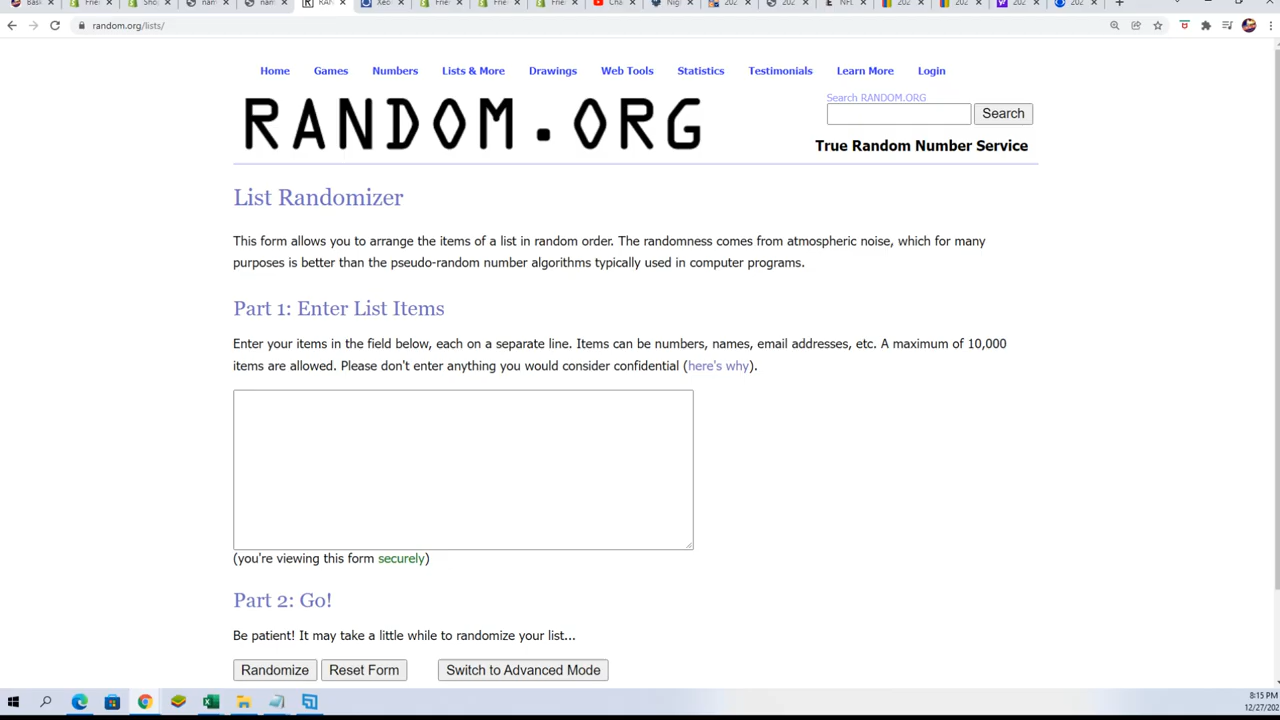 random.org/lists/
Home Games Numbers Lists & More Drawings Web Tools Statistics Testimonials Learn More Login
RANDOM.ORG
Search RANDOM.ORG
Search
True Random Number Service
List Randomizer
This form allows you to arrange the items of a list in random order. The randomness comes from atmospheric noise, which for many
purposes is better than the pseudo-random number algorithms typically used in computer programs.
Part 1: Enter List Items
Enter your items in the field below, each on a separate line. Items can be numbers, names, email addresses, etc. A maximum of 10,000
items are allowed. Please don't enter anything you would consider confidential (here's why).
(you're viewing this form securely)
Part 2: Go!
Be patient! It may take a little while to randomize your list...
Randomize Reset Form Switch to Advanced Mode
8:15 PM
12/27/202